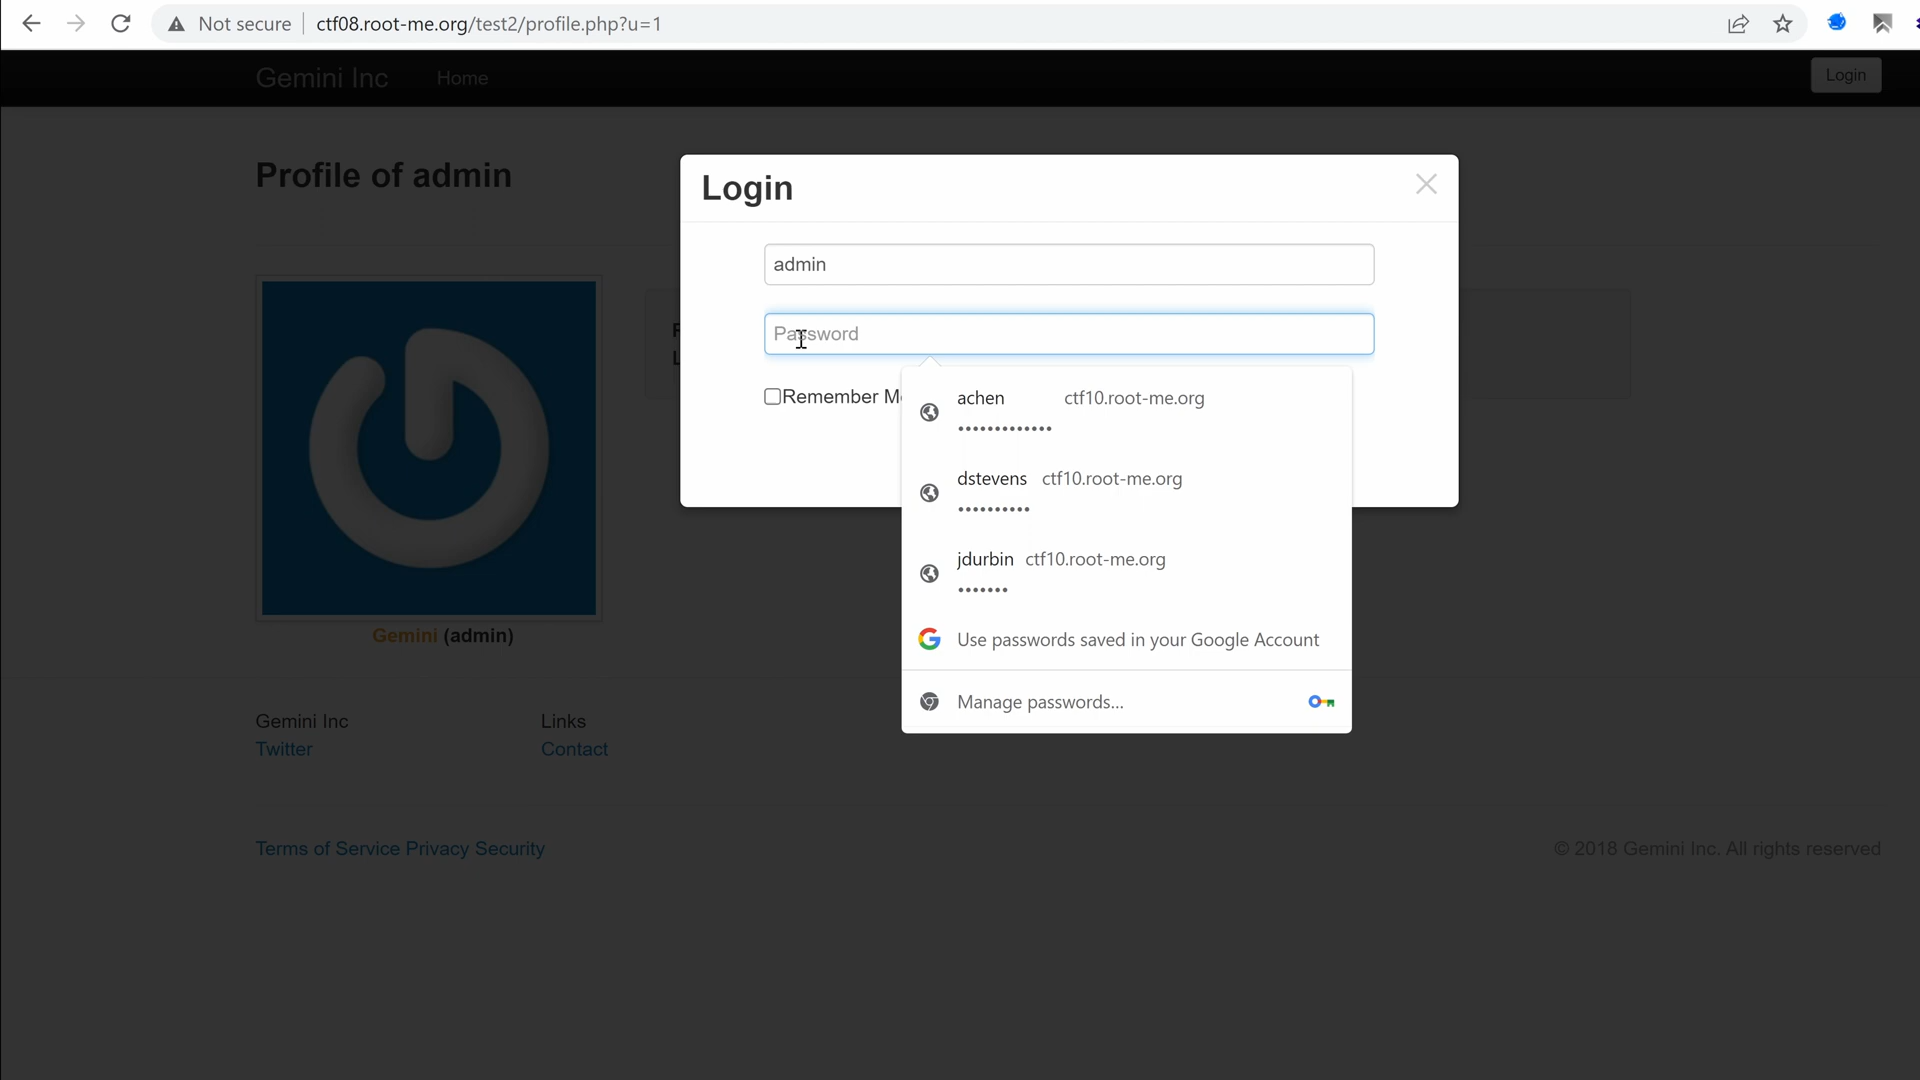 Not secure
ctf08.root-me.org/test2/profile.php?u=1
Gemini Inc
Home
Login
Profile of admin
Login
admin
Password
Remember
achen ctf10.root-me.org
•••••••••••••
dstevens ctf10.root-me.org
••••••••••
jdurbin ctf10.root-me.org
•••••••
Use passwords saved in your Google Account
Manage passwords...
Gemini (admin)
Gemini Inc
Links
Twitter
Contact
Terms of Service Privacy Security
© 2018 Gemini Inc. All rights reserved